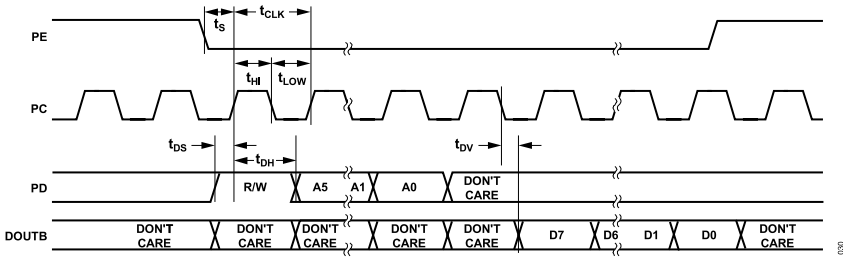 tS
tCLK
PE
tHI
tLOW
PC
tDS
tDH
tDV
PD
R/W
A5
A1
A0
DON'T
CARE
DOUTB
DON'T
CARE
DON'T
CARE
DON'T
CARE
DON'T
CARE
DON'T
CARE
D7
D6
D1
D0
DON'T
CARE
030